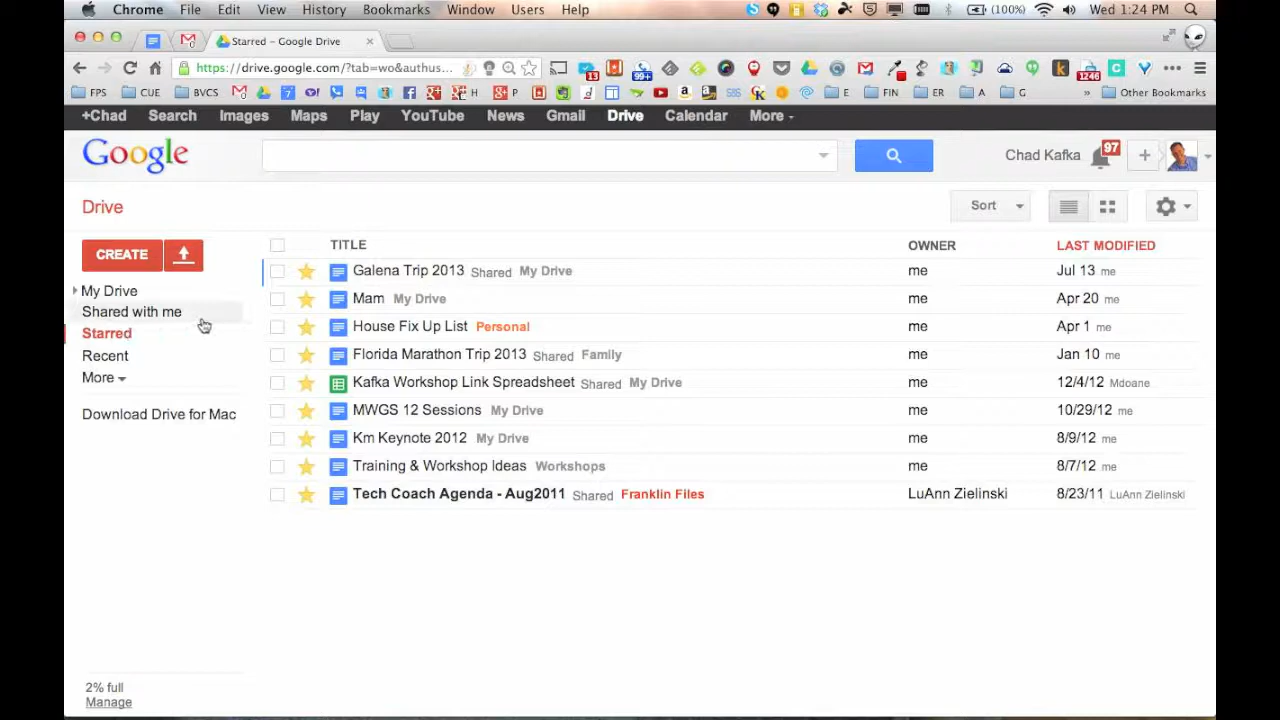 Chrome File Edit View History Bookmarks Window Users Help (100%) Wed 1:24 PM
Starred – Google Drive
https://drive.google.com/?tab=wo&authus...
13 99+ 1246
FPS CUE BVCS H P SBS E FIN ER A G » Other Bookmarks
+Chad Search Images Maps Play YouTube News Gmail Drive Calendar More
Google Chad Kafka 97 +
Drive Sort
CREATE TITLE OWNER LAST MODIFIED
My Drive
Shared with me
Starred
Recent
More
Download Drive for Mac
Galena Trip 2013 Shared My Drive me Jul 13 me
Mam My Drive me Apr 20 me
House Fix Up List Personal me Apr 1 me
Florida Marathon Trip 2013 Shared Family me Jan 10 me
Kafka Workshop Link Spreadsheet Shared My Drive me 12/4/12 Mdoane
MWGS 12 Sessions My Drive me 10/29/12 me
Km Keynote 2012 My Drive me 8/9/12 me
Training & Workshop Ideas Workshops me 8/7/12 me
Tech Coach Agenda - Aug2011 Shared Franklin Files LuAnn Zielinski 8/23/11 LuAnn Zielinski
2% full
Manage